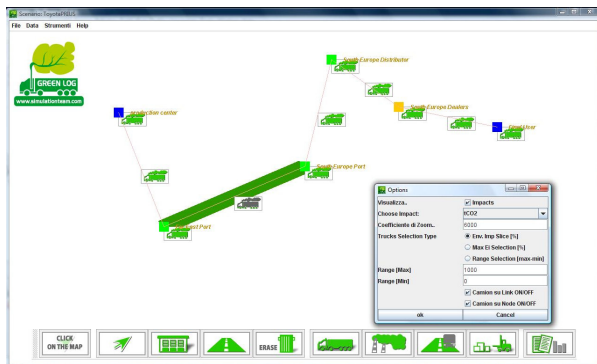 Scenario: ToyotaPRIUS
File Data Strumenti Help
GREEN LOG
www.simulationteam.com
production center
South Europe Distributor
South Europe Dealers
Final User
South Europe Port
Port
Options
Visualizza..
Impacts
Choose Impact:
tCO2
Coefficiente di Zoom..
6000
Trucks Selection Type
Env. Imp Slice [%]
Max Ei Selection [%]
Range Selection [max-min]
Range [Max]
1000
Range [Min]
0
Camion su Link ON/OFF
Camion su Node ON/OFF
ok
Cancel
CLICK
ON THE MAP
ERASE